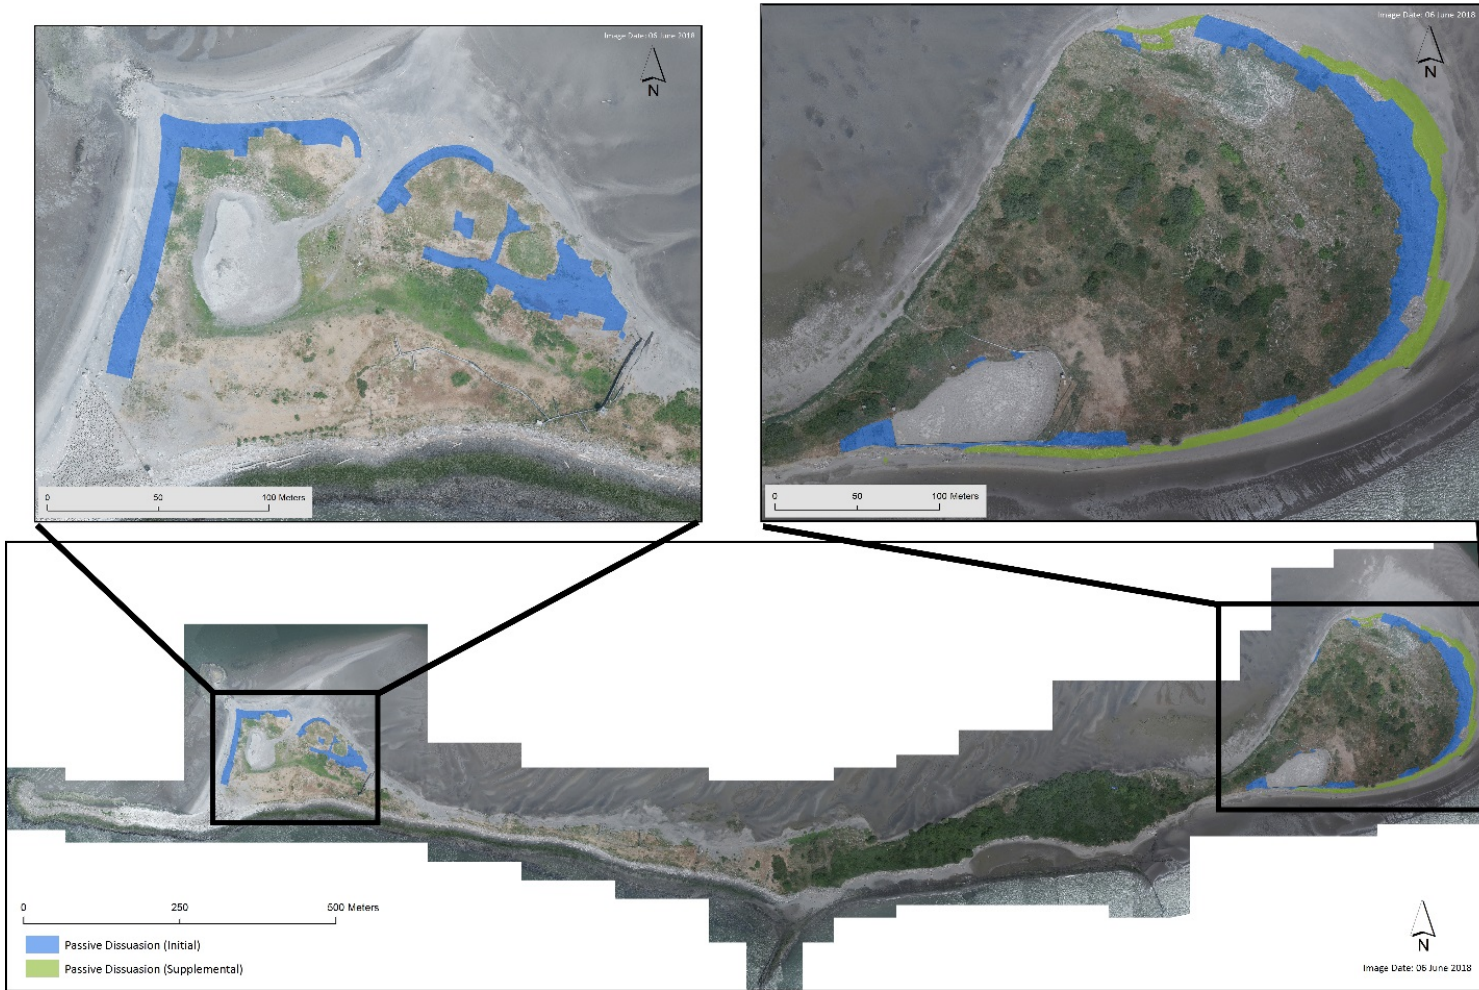 Image Date: 06 June 2018
N
0 50 100 Meters
Image Date: 06 June 2018
N
0 50 100 Meters
0 250 500 Meters
Passive Dissuasion (Initial)
Passive Dissuasion (Supplemental)
N
Image Date: 06 June 2018